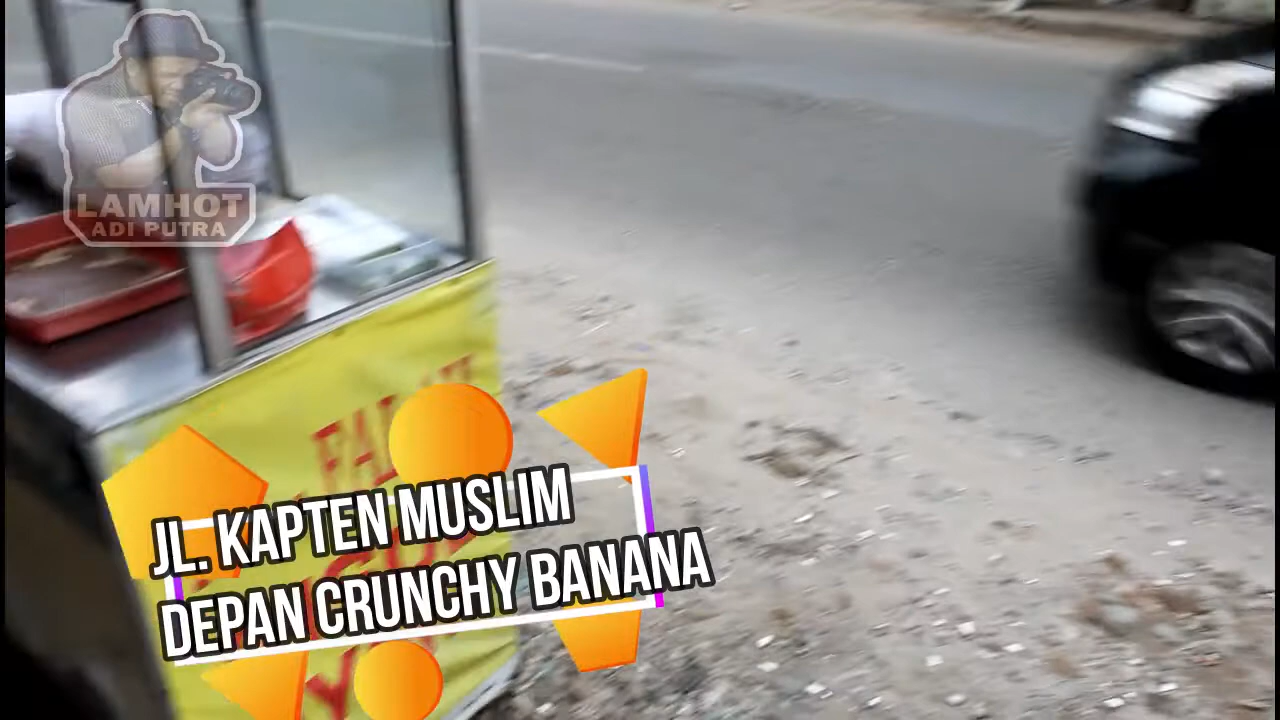 LAMHOT
ADI PUTRA
JL. KAPTEN MUSLIM
DEPAN CRUNCHY BANANA